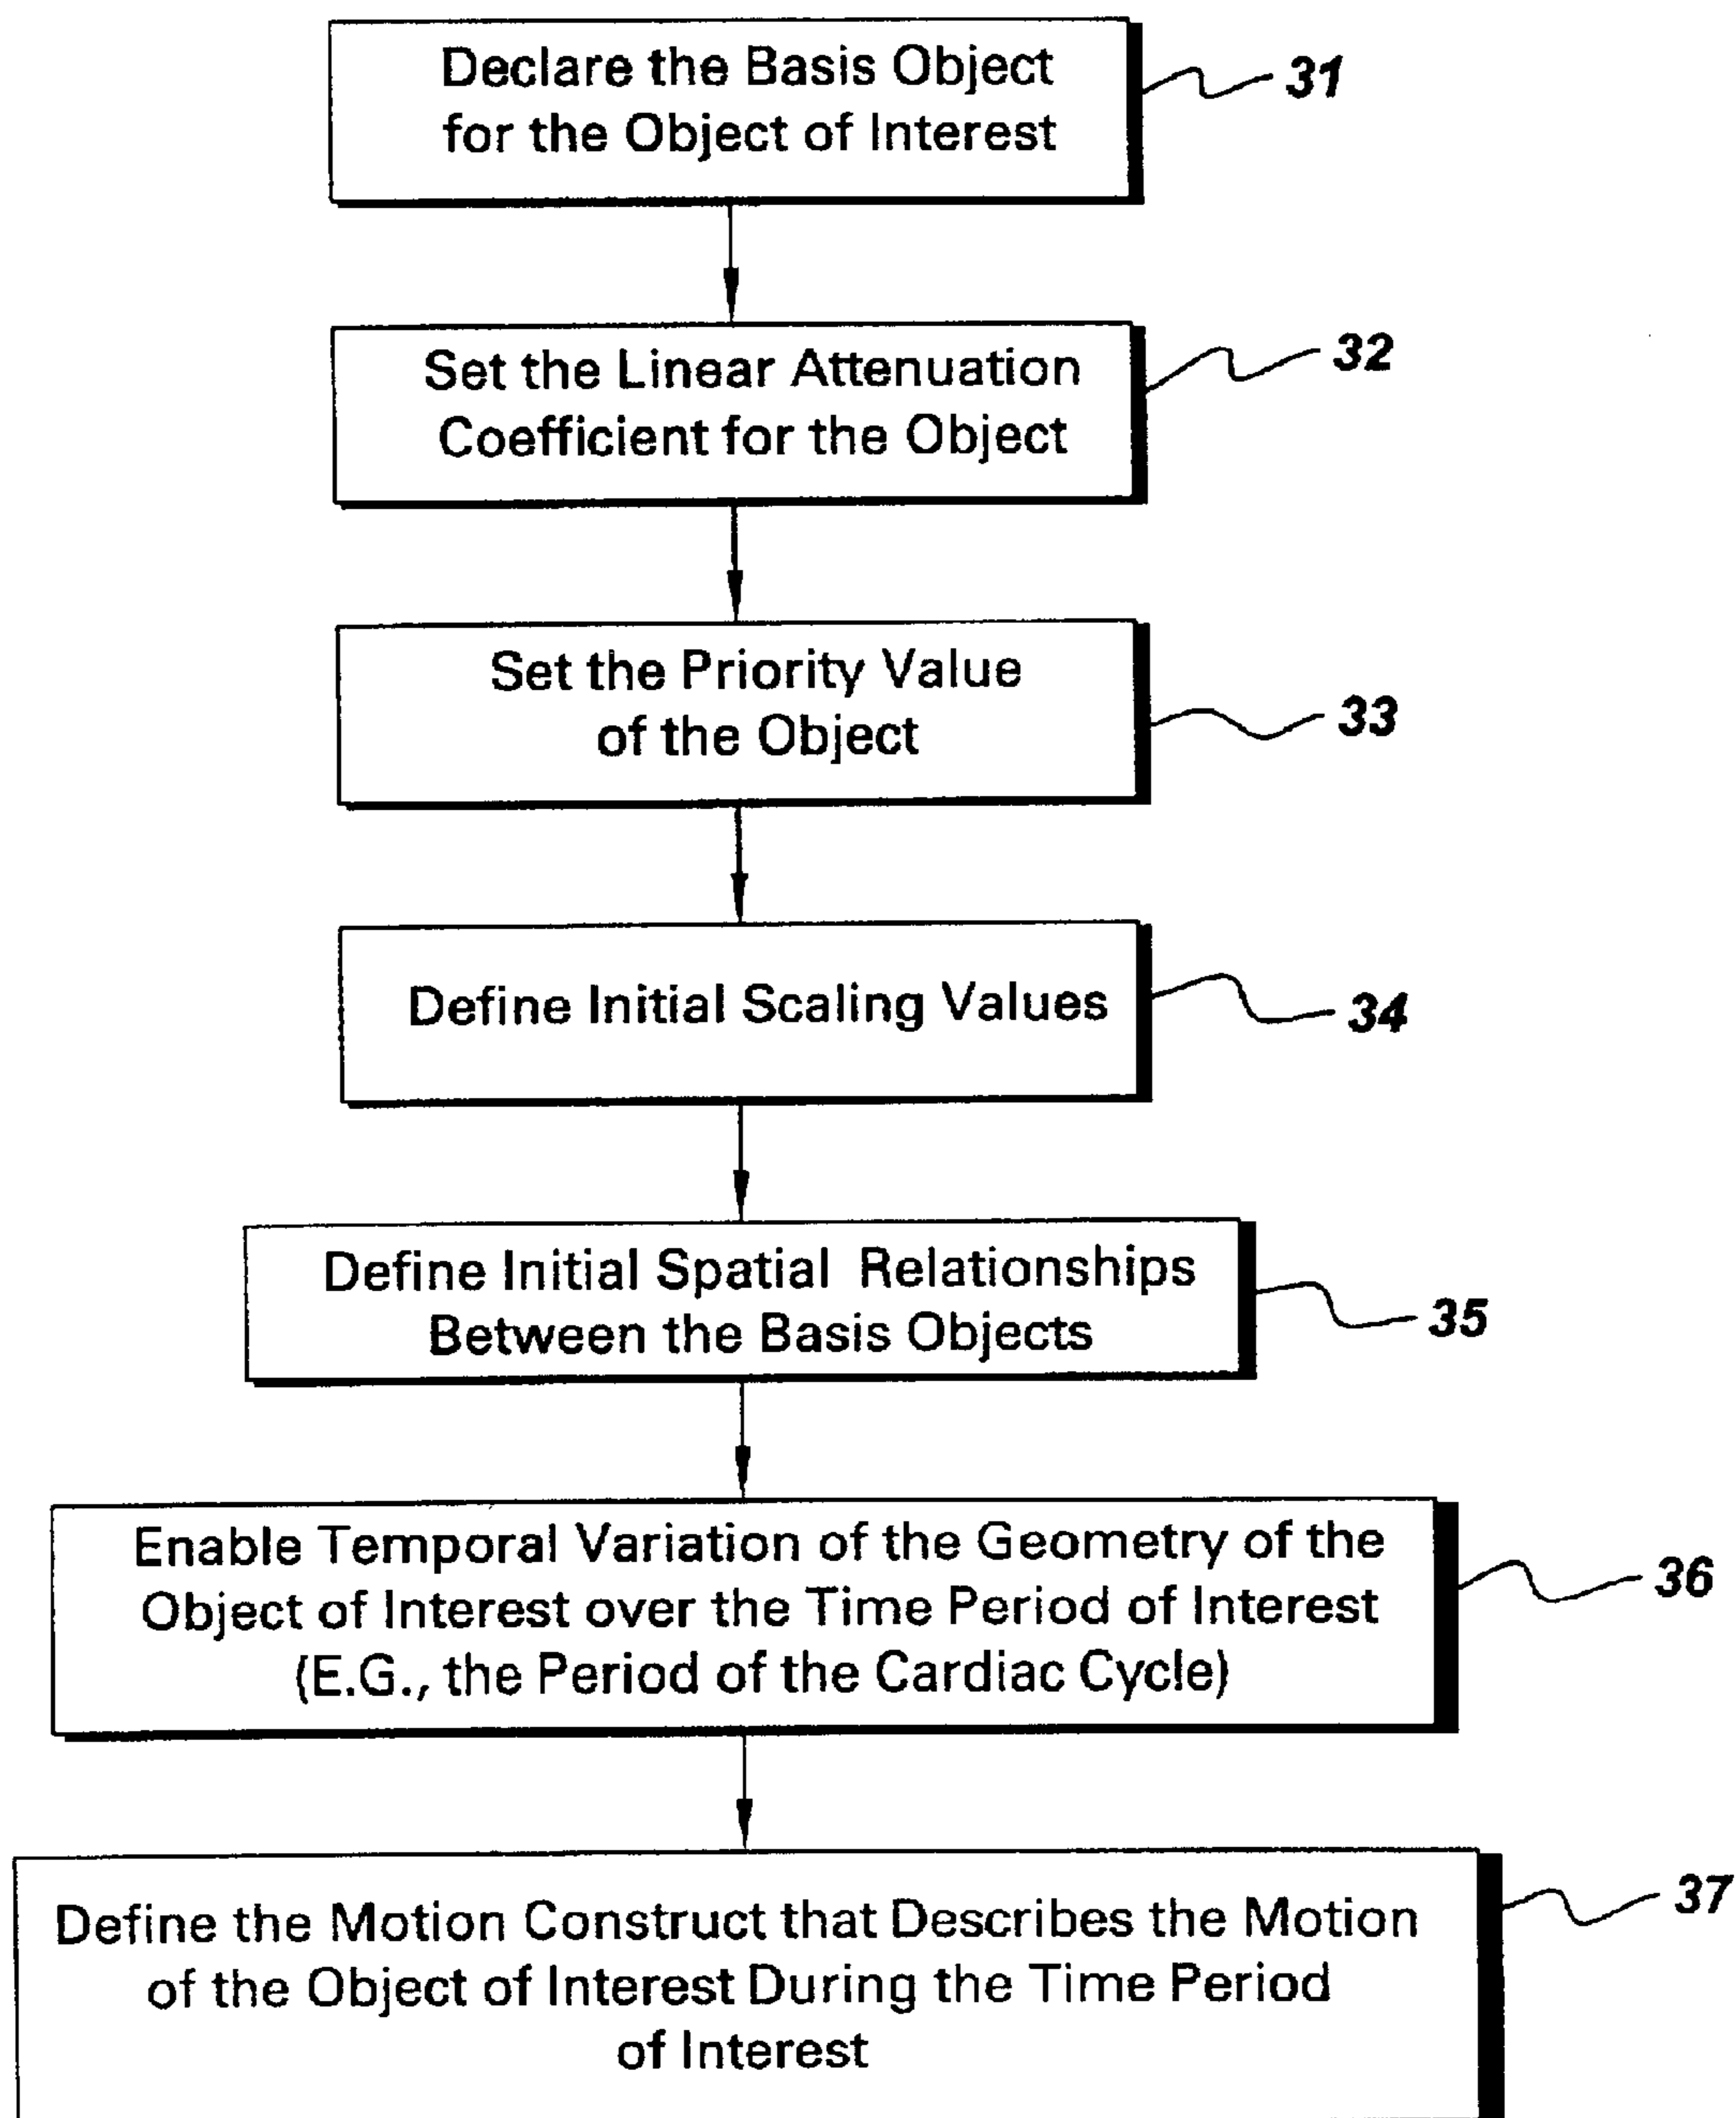 Declare the Basis Object
for the Object of Interest
31
Set the Linear Attenuation
Coefficient for the Object
32
Set the Priority Value
of the Object
33
Define Initial Scaling Values
34
Define Initial Spatial Relationships
Between the Basis Objects
35
Enable Temporal Variation of the Geometry of the
Object of Interest over the Time Period of Interest
(E.G., the Period of the Cardiac Cycle)
36
Define the Motion Construct that Describes the Motion
of the Object of Interest During the Time Period
of Interest
37